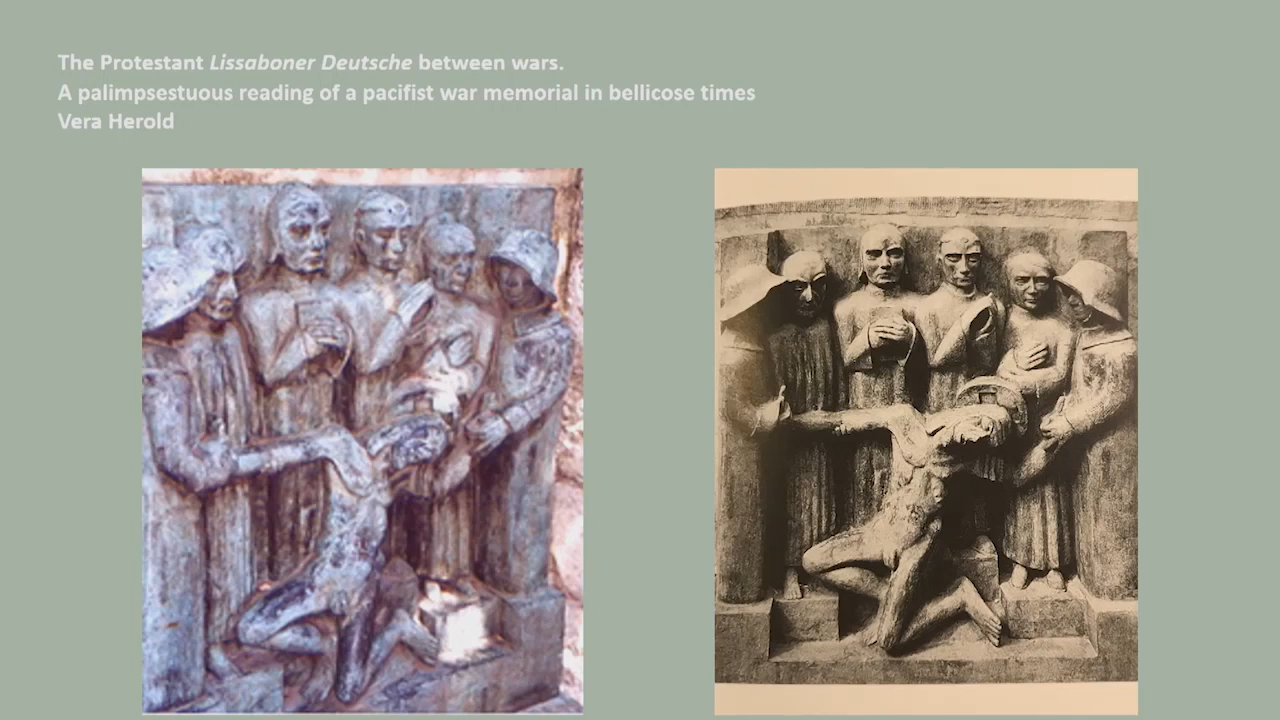 The Protestant Lissaboner Deutsche between wars.
A palimpsestuous reading of a pacifist war memorial in bellicose times
Vera Herold